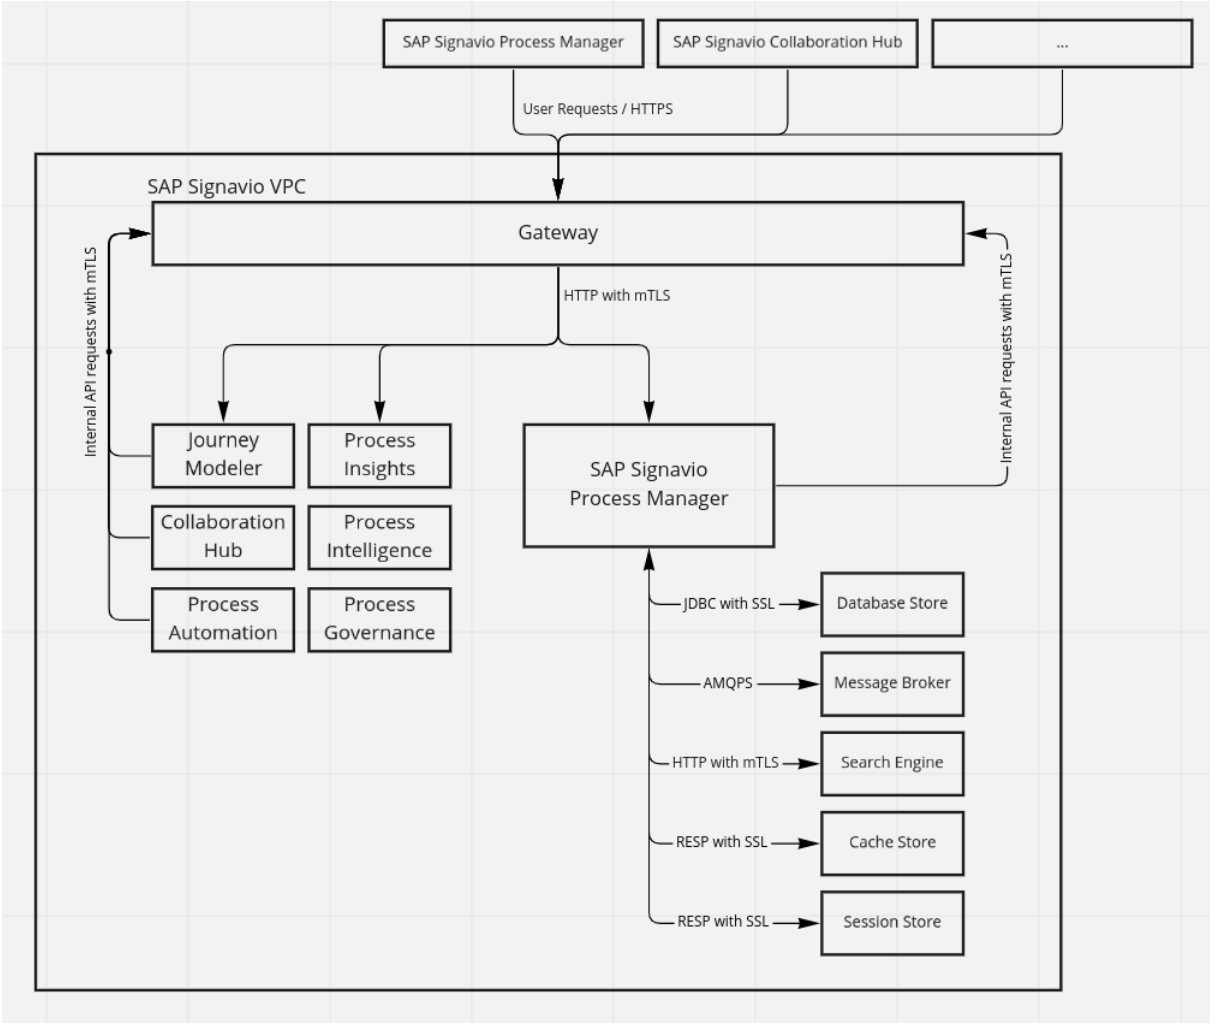 SAP Signavio Process Manager
SAP Signavio Collaboration Hub
...
User Requests / HTTPS
SAP Signavio VPC
Gateway
Internal API requests with mTLS
HTTP with mTLS
Internal API requests with mTLS
Journey
Modeler
Process
Insights
SAP Signavio
Process Manager
Collaboration
Hub
Process
Intelligence
Process
Automation
Process
Governance
JDBC with SSL
Database Store
AMQPS
Message Broker
HTTP with mTLS
Search Engine
RESP with SSL
Cache Store
RESP with SSL
Session Store